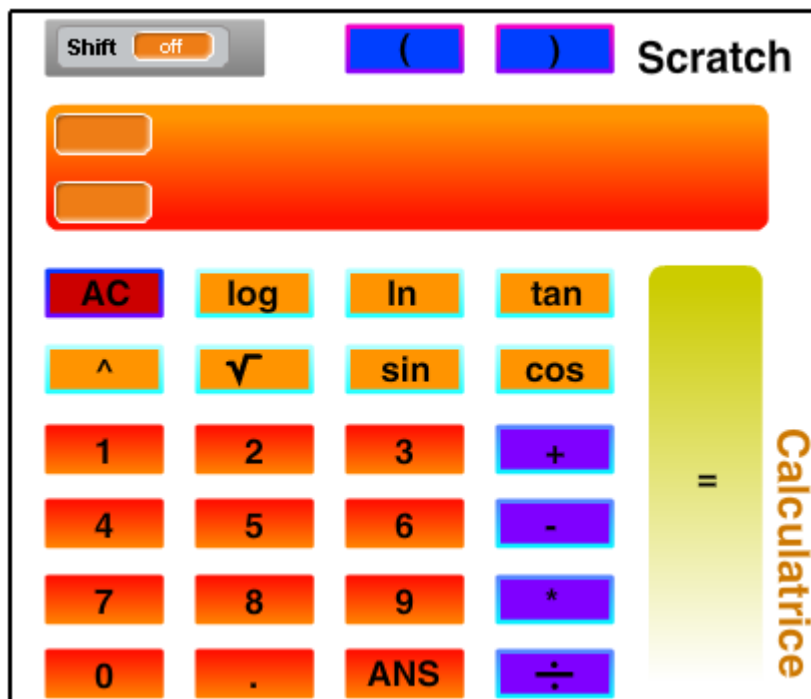 Shift off ( ) Scratch
AC log ln tan
^ √ sin cos
1 2 3 +
4 5 6 -
7 8 9 *
0 . ANS ÷
=
Calculatrice